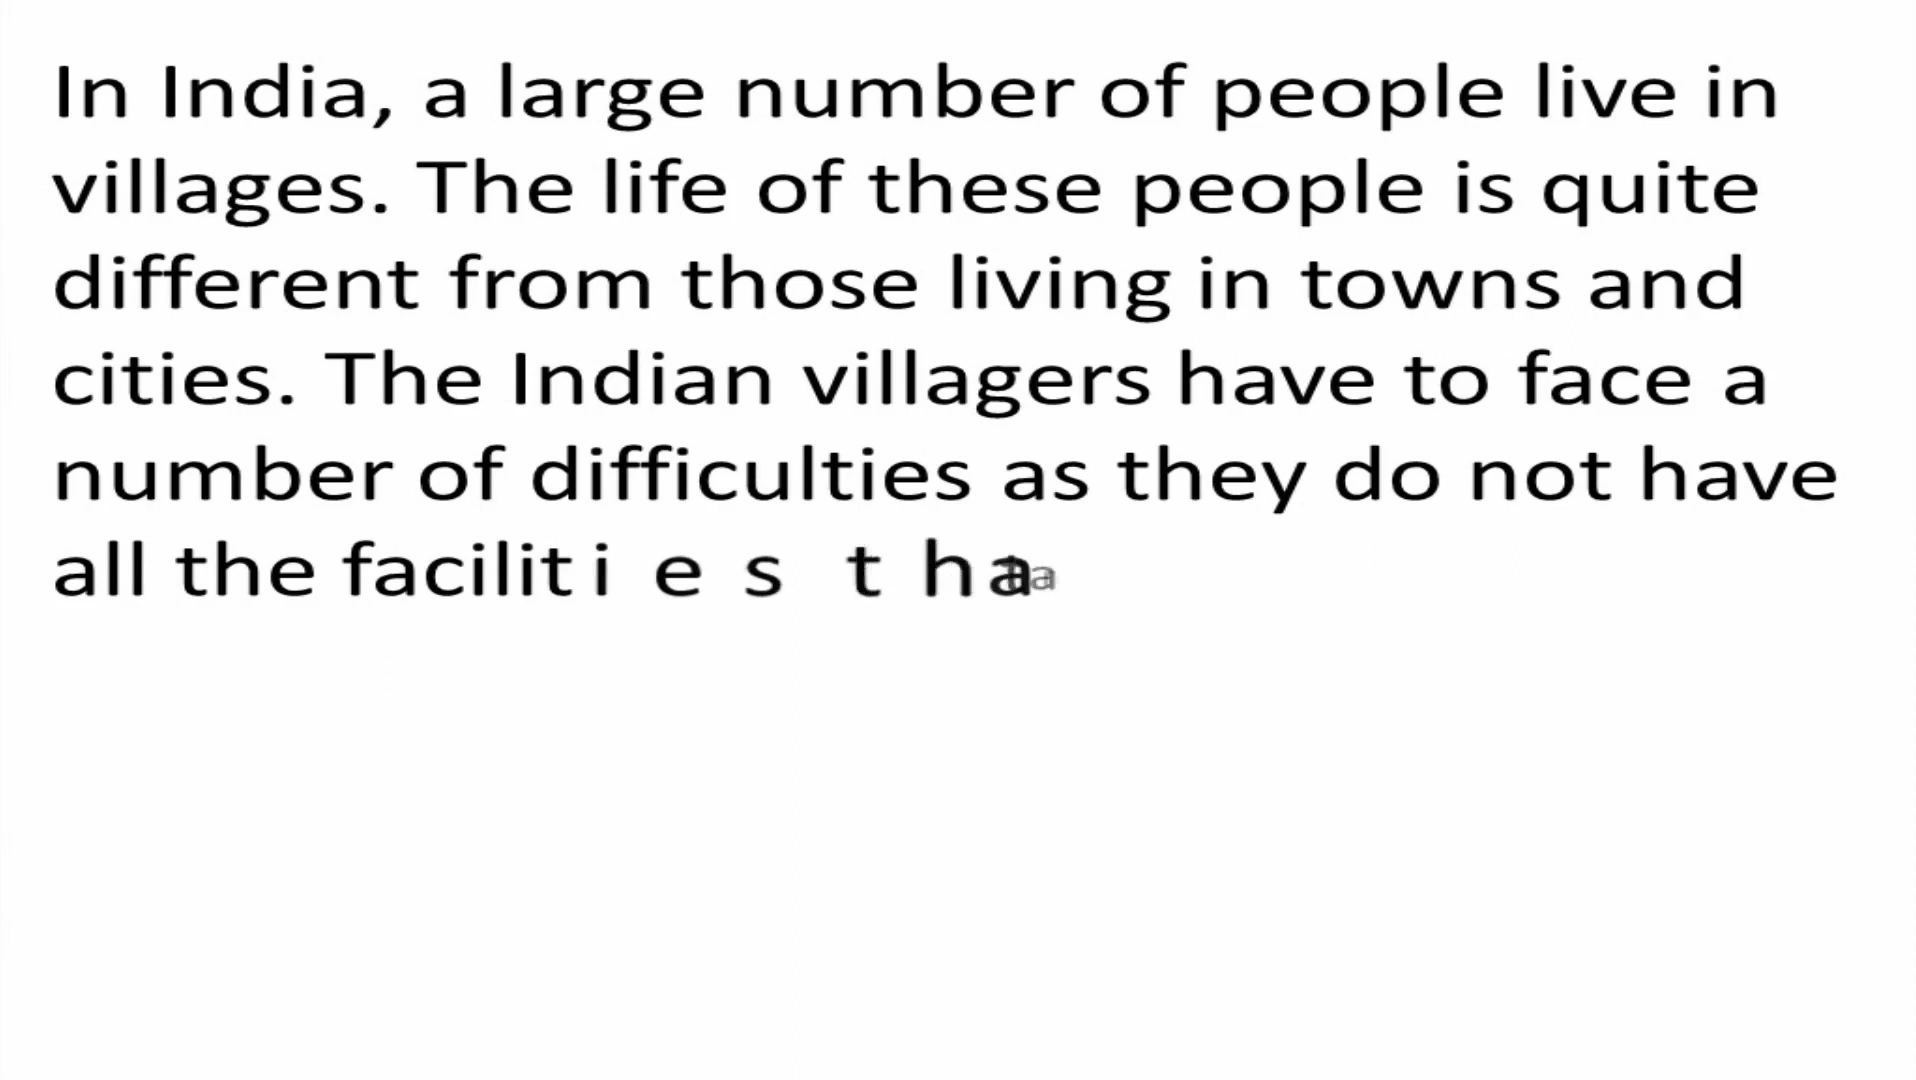 In India, a large number of people live in
villages. The life of these people is quite
different from those living in towns and
cities. The Indian villagers have to face a
number of difficulties as they do not have
all the facilities